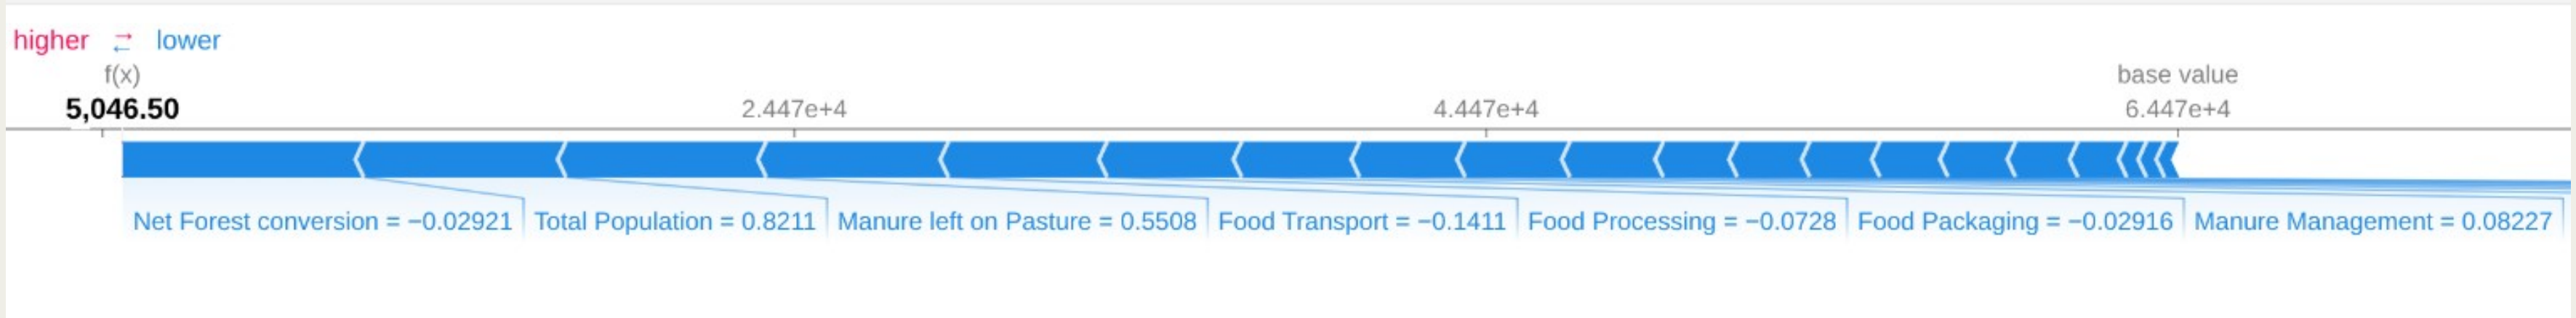 higher ⇄ lower
f(x) base value
5,046.50 2.447e+4 4.447e+4 6.447e+4
Net Forest conversion = −0.02921 Total Population = 0.8211 Manure left on Pasture = 0.5508 Food Transport = −0.1411 Food Processing = −0.0728 Food Packaging = −0.02916 Manure Management = 0.08227